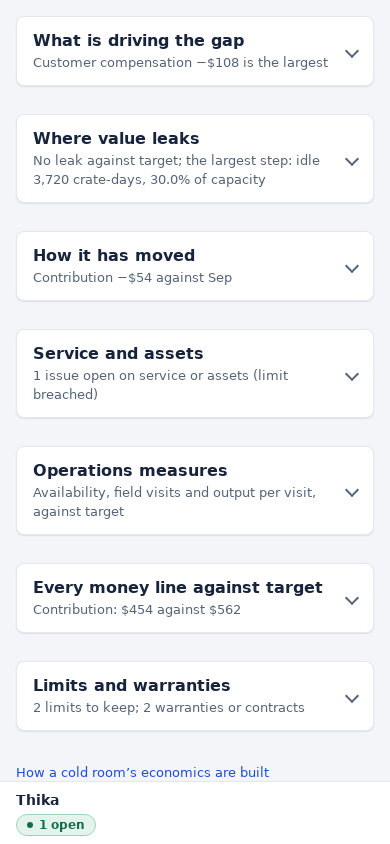 What is driving the gap
Customer compensation −$108 is the largest
Where value leaks
No leak against target; the largest step: idle
3,720 crate-days, 30.0% of capacity
How it has moved
Contribution −$54 against Sep
Service and assets
1 issue open on service or assets (limit
breached)
Operations measures
Availability, field visits and output per visit,
against target
Every money line against target
Contribution: $454 against $562
Limits and warranties
2 limits to keep; 2 warranties or contracts
How a cold room’s economics are built
Thika
1 open